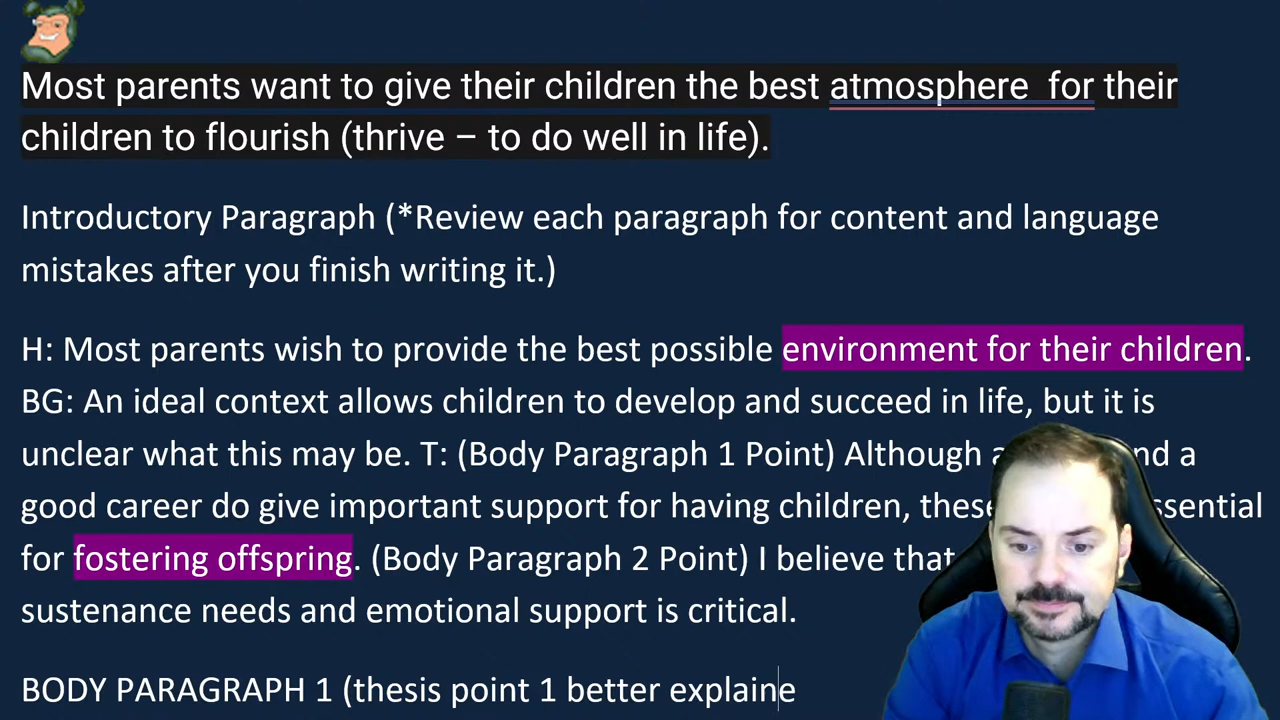 Most parents want to give their children the best atmosphere for their
children to flourish (thrive – to do well in life).
Introductory Paragraph (*Review each paragraph for content and language
mistakes after you finish writing it.)
H: Most parents wish to provide the best possible environment for their children.
BG: An ideal context allows children to develop and succeed in life, but it is
unclear what this may be. T: (Body Paragraph 1 Point) Although a
good career do give important support for having children,
for fostering offspring. (Body Paragraph 2 Point) I believe that
sustenance needs and emotional support is critical.
BODY PARAGRAPH 1 (thesis point 1 better explaine